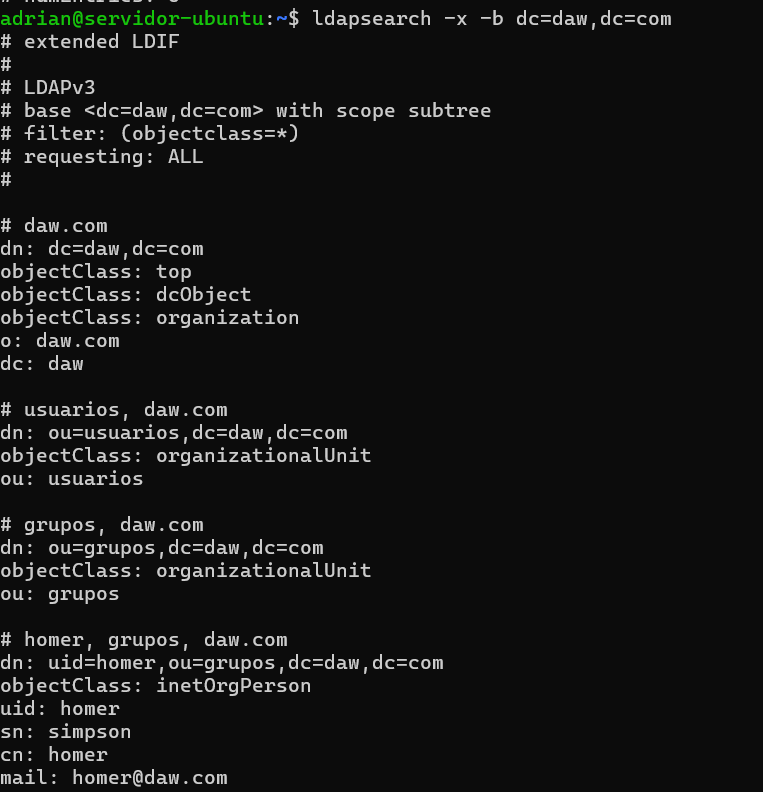 adrian@servidor-ubuntu:~$ ldapsearch -x -b dc=daw,dc=com
# extended LDIF
#
# LDAPv3
# base <dc=daw,dc=com> with scope subtree
# filter: (objectclass=*)
# requesting: ALL
#

# daw.com
dn: dc=daw,dc=com
objectClass: top
objectClass: dcObject
objectClass: organization
o: daw.com
dc: daw

# usuarios, daw.com
dn: ou=usuarios,dc=daw,dc=com
objectClass: organizationalUnit
ou: usuarios

# grupos, daw.com
dn: ou=grupos,dc=daw,dc=com
objectClass: organizationalUnit
ou: grupos

# homer, grupos, daw.com
dn: uid=homer,ou=grupos,dc=daw,dc=com
objectClass: inetOrgPerson
uid: homer
sn: simpson
cn: homer
mail: homer@daw.com